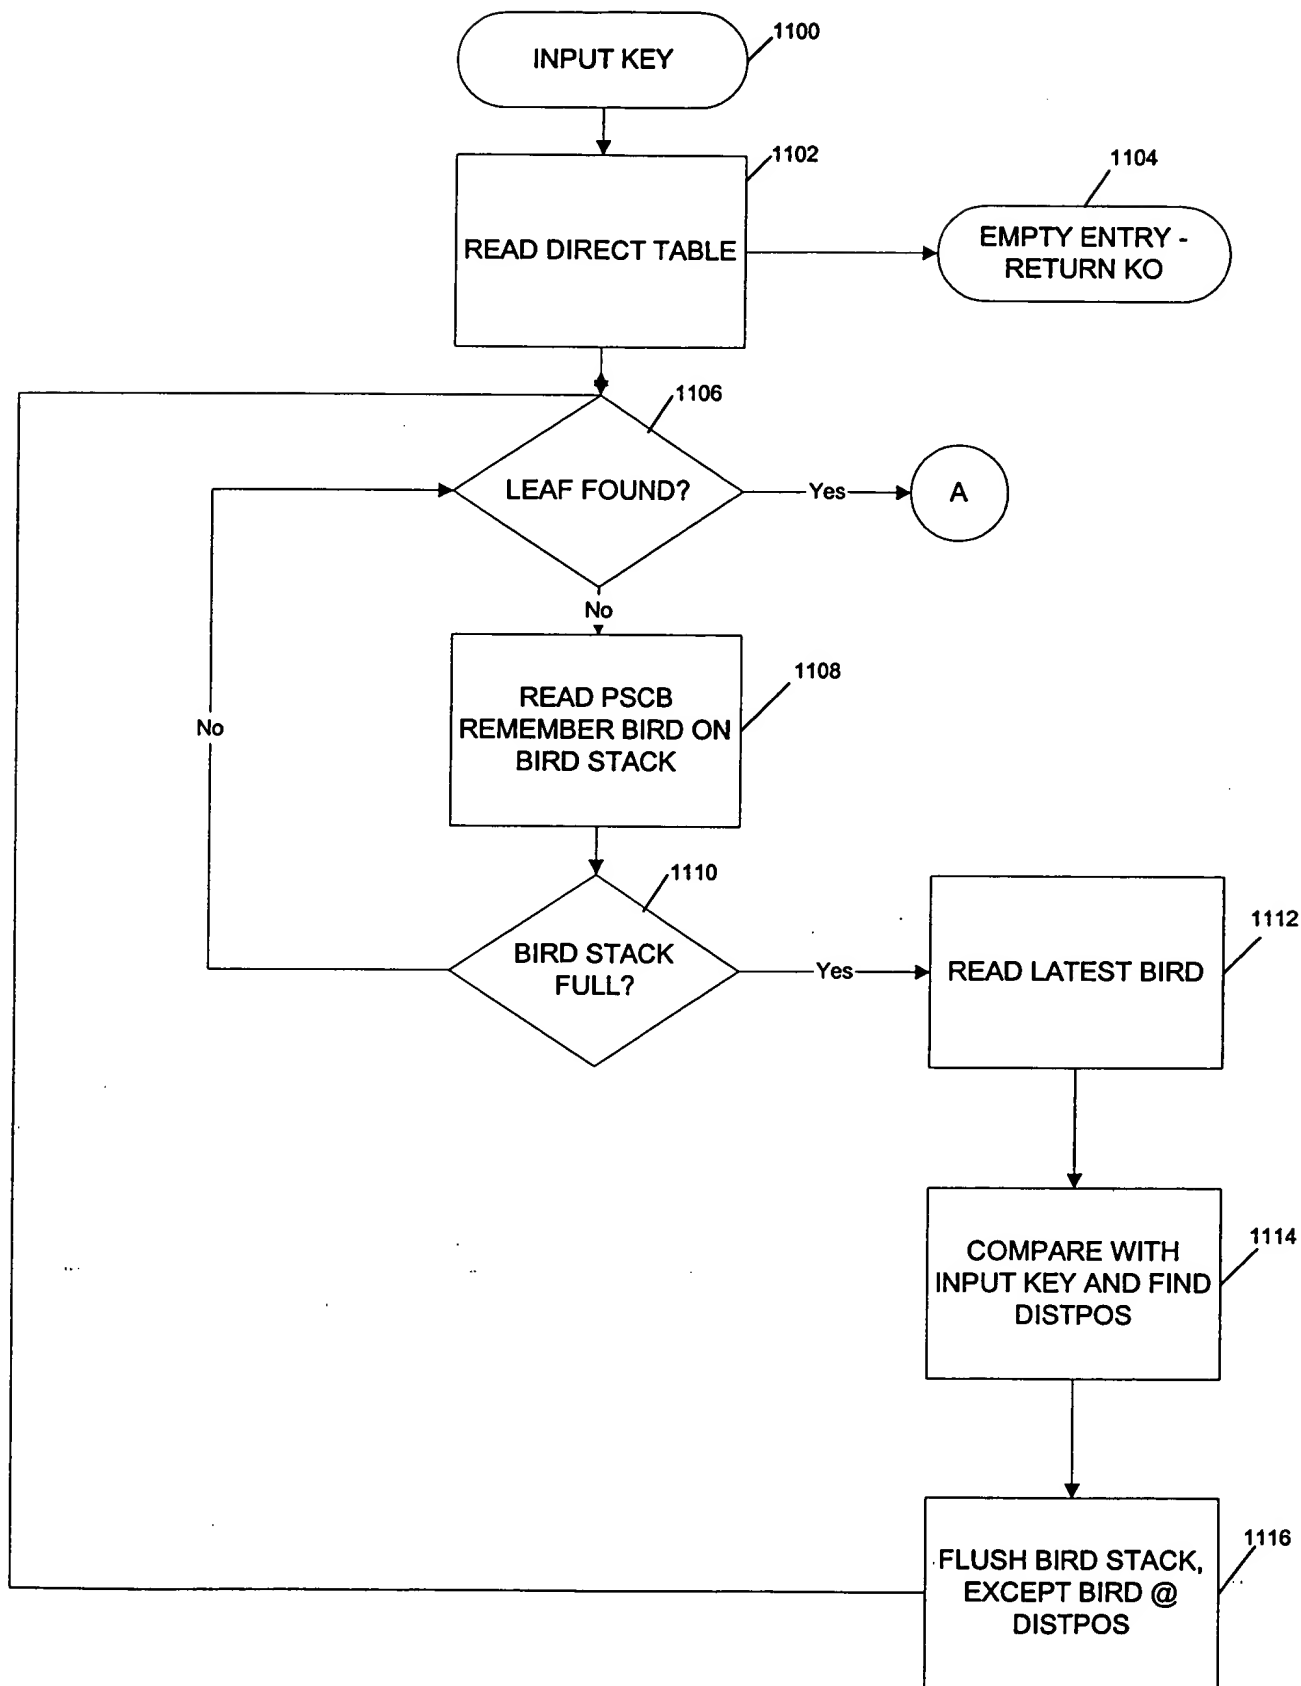 1100
INPUT KEY
1102
READ DIRECT TABLE
1104
EMPTY ENTRY -
RETURN KO
1106
LEAF FOUND?
Yes
A
No
1108
READ PSCB
REMEMBER BIRD ON
BIRD STACK
No
1110
BIRD STACK
FULL?
Yes
1112
READ LATEST BIRD
1114
COMPARE WITH
INPUT KEY AND FIND
DISTPOS
1116
FLUSH BIRD STACK,
EXCEPT BIRD @
DISTPOS